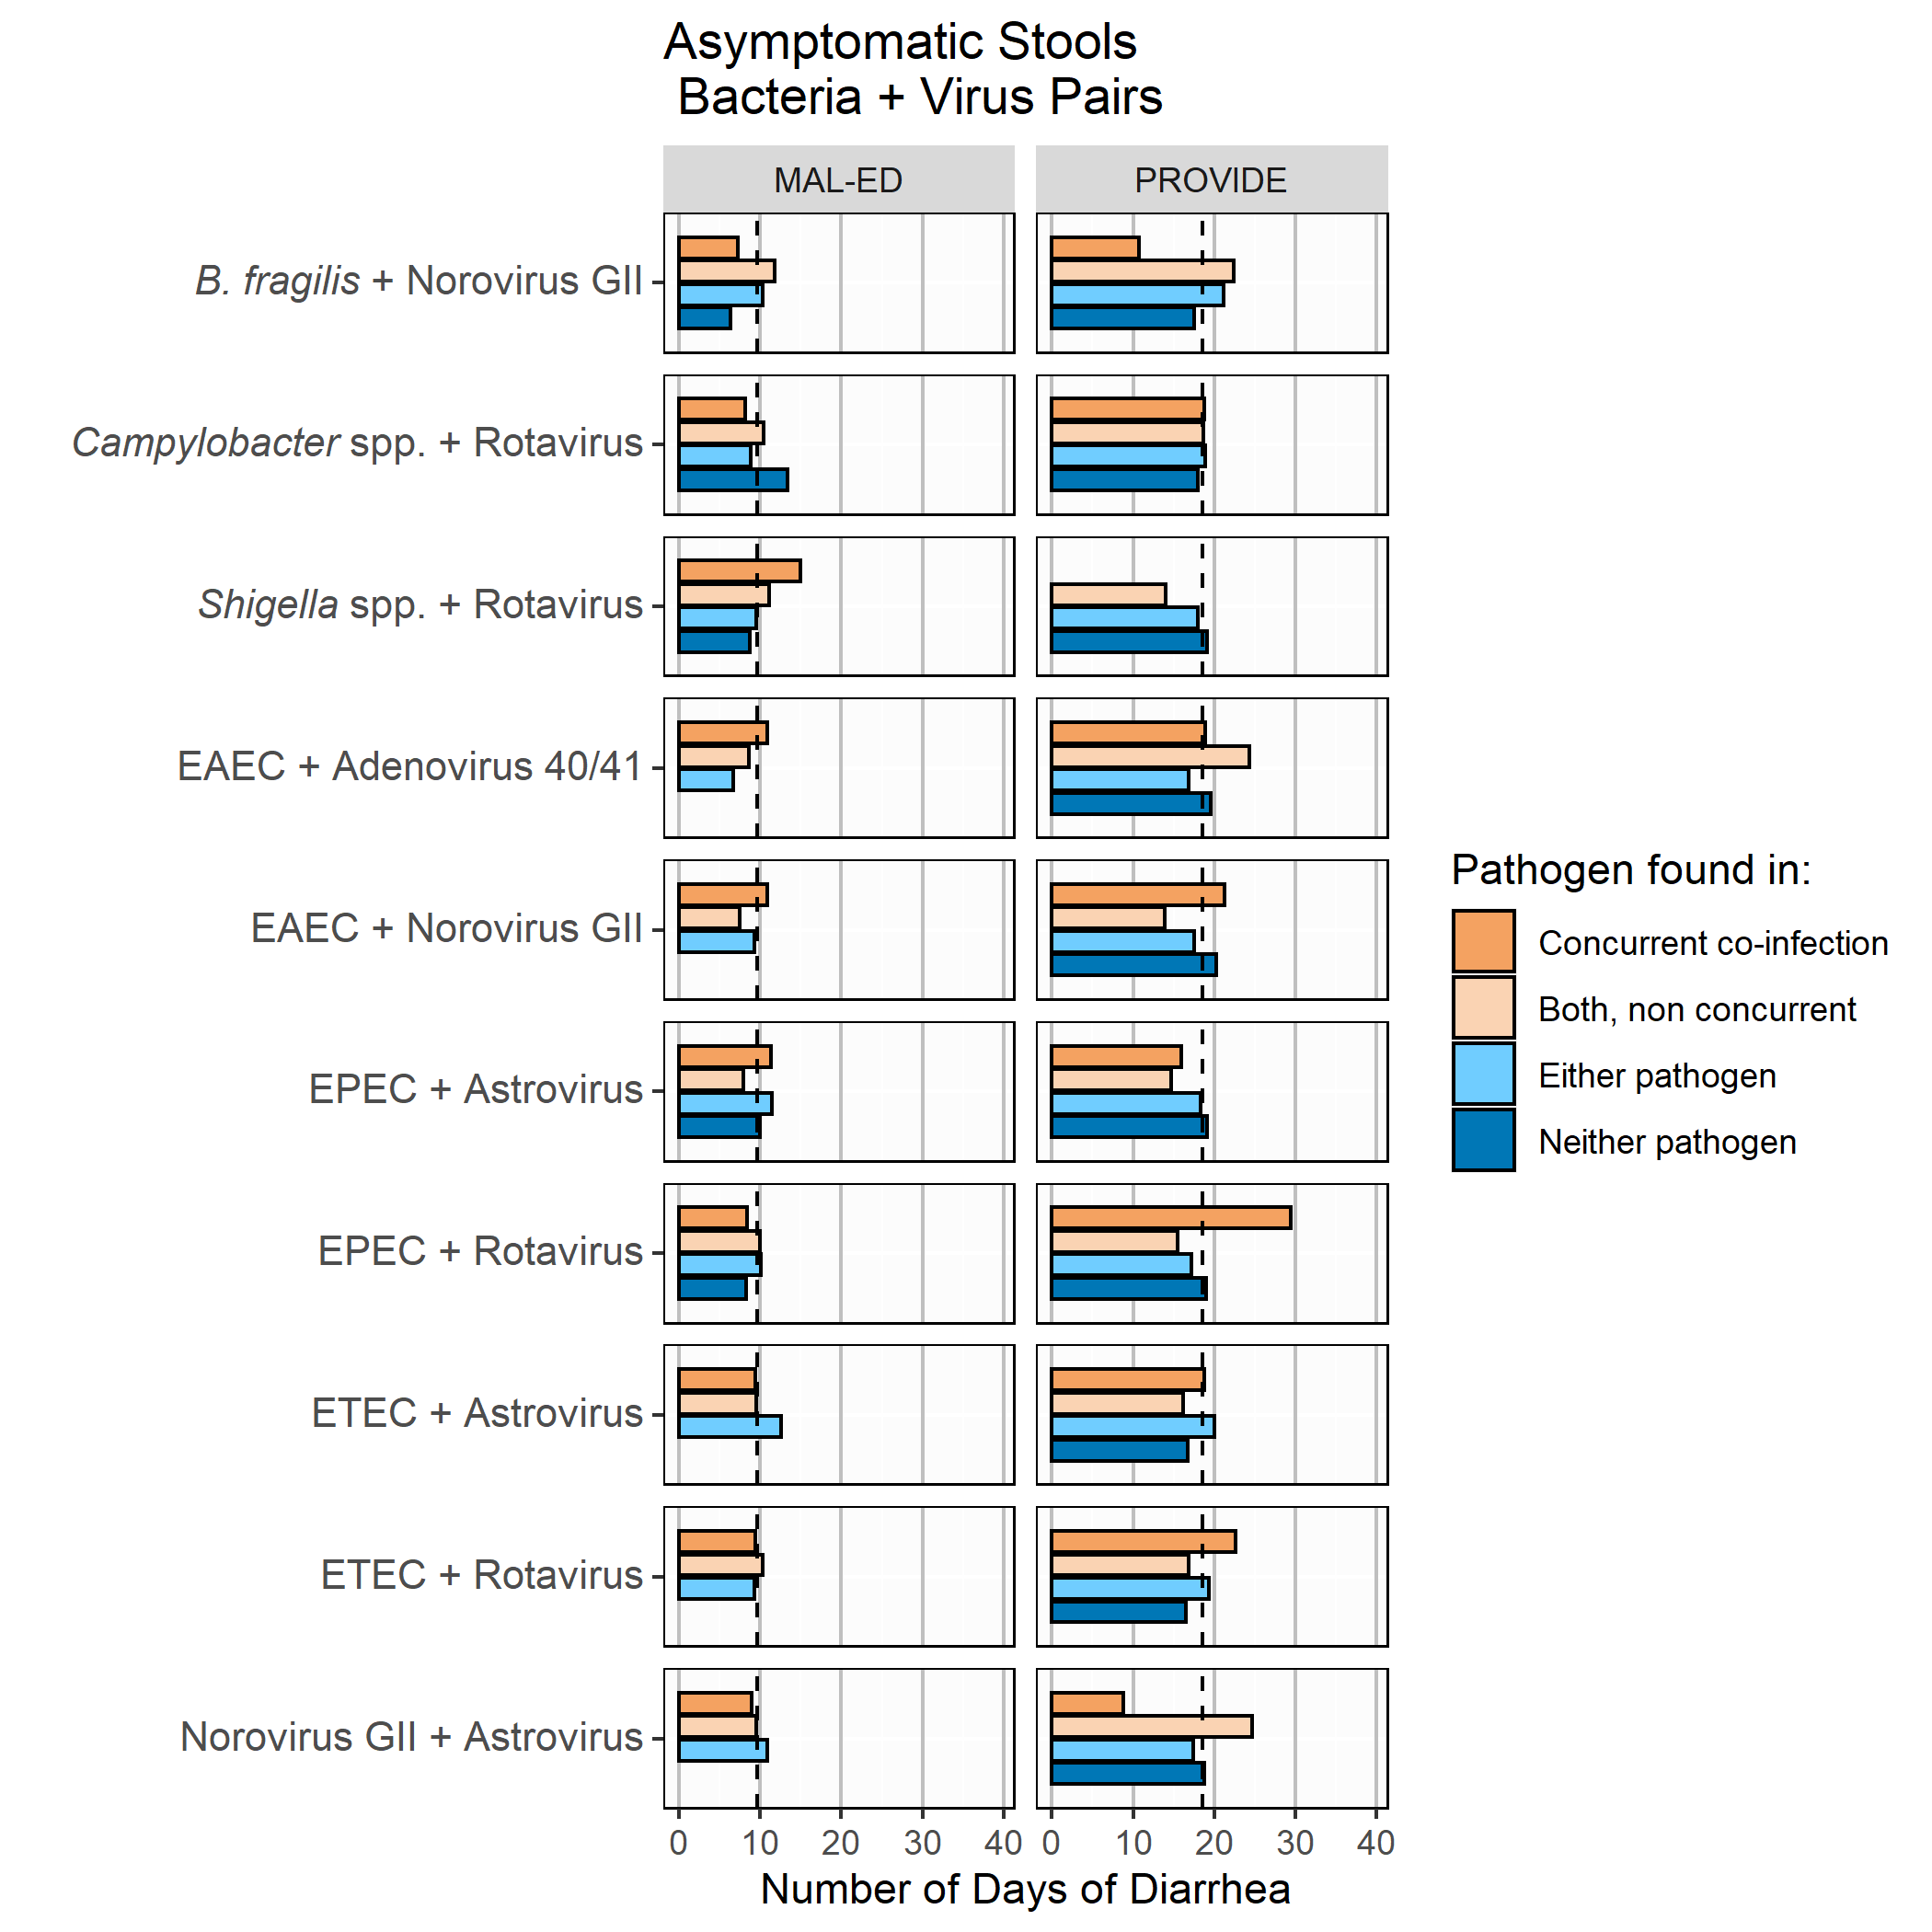 Asymptomatic Stools
Bacteria + Virus Pairs
MAL-ED PROVIDE
B. fragilis + Norovirus GII
Campylobacter spp. + Rotavirus
Shigella spp. + Rotavirus
EAEC + Adenovirus 40/41
EAEC + Norovirus GII
EPEC + Astrovirus
EPEC + Rotavirus
ETEC + Astrovirus
ETEC + Rotavirus
Norovirus GII + Astrovirus
0 10 20 30 40 0 10 20 30 40
Number of Days of Diarrhea
Pathogen found in:
Concurrent co-infection
Both, non concurrent
Either pathogen
Neither pathogen